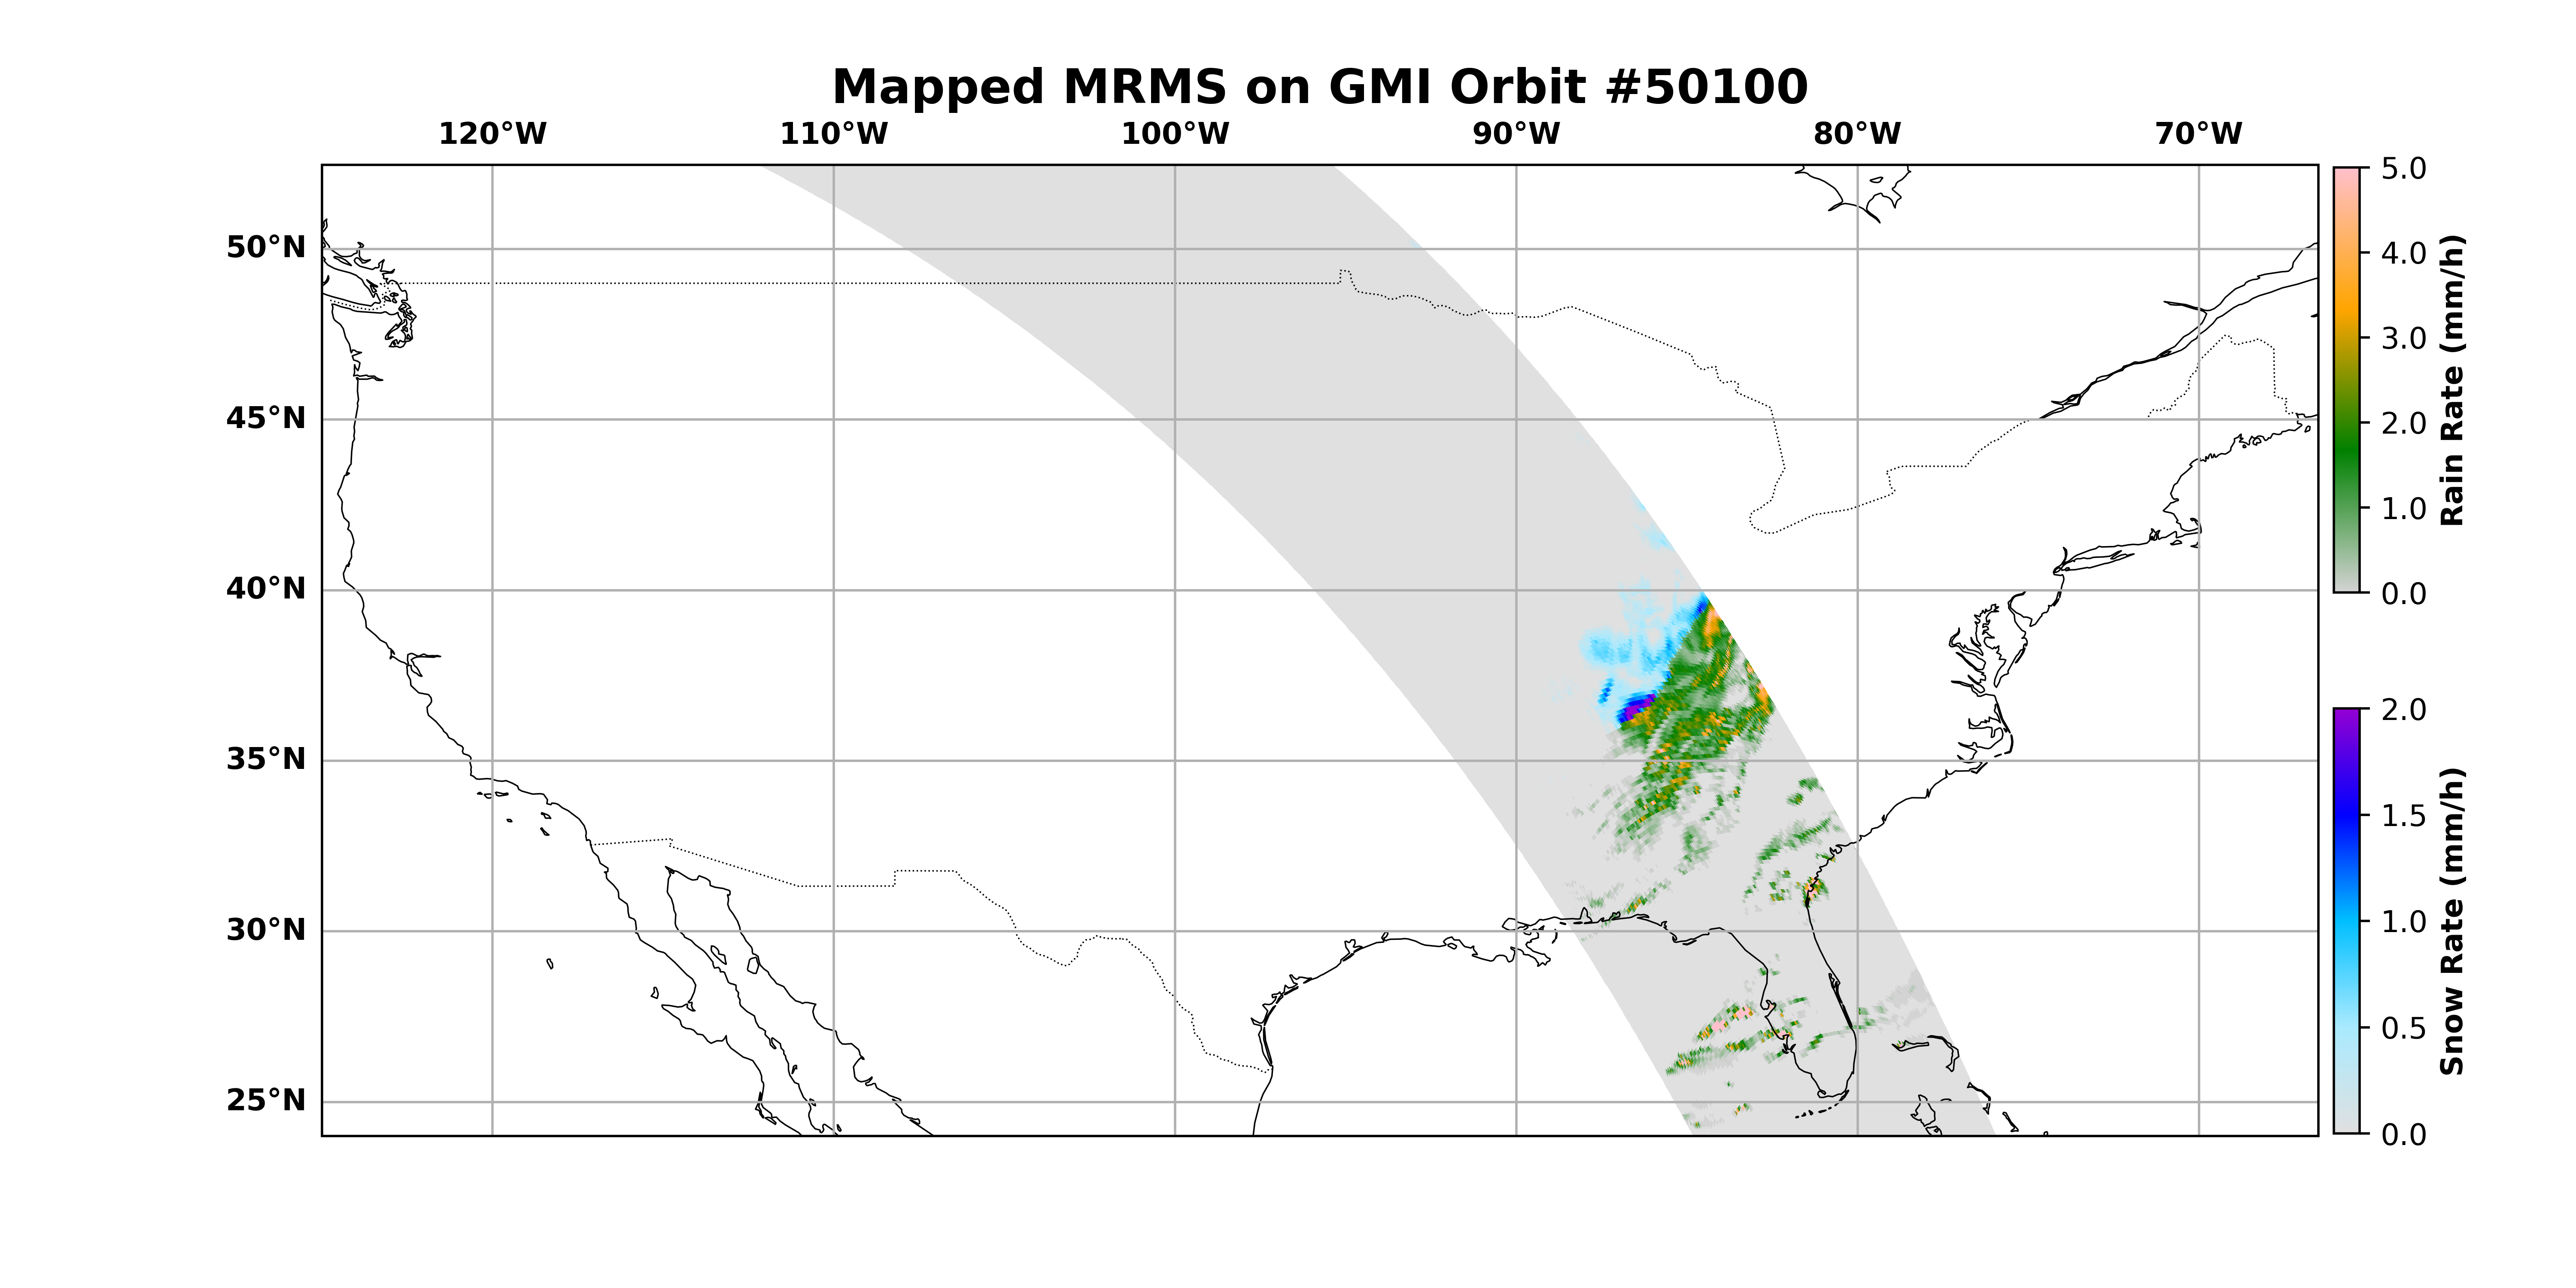 Mapped MRMS on GMI Orbit #50100
120°W 110°W 100°W 90°W 80°W 70°W
50°N
45°N
40°N
35°N
30°N
25°N
5.0
4.0
3.0
2.0
1.0
0.0
Rain Rate (mm/h)
2.0
1.5
1.0
0.5
0.0
Snow Rate (mm/h)